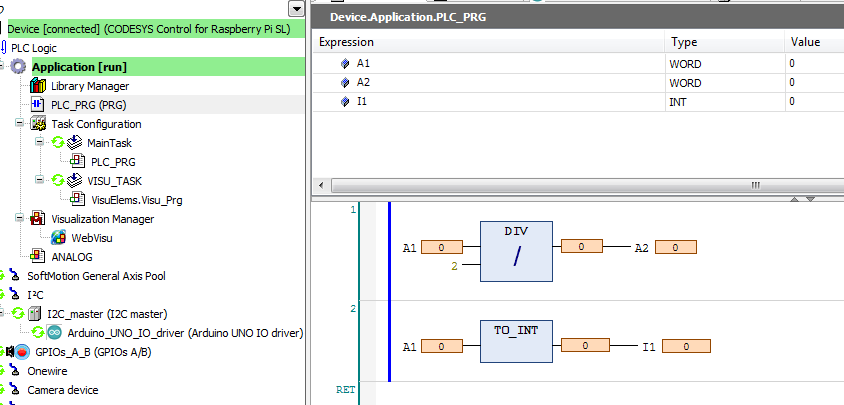 Device [connected] (CODESYS Control for Raspberry Pi SL)
PLC Logic
Application [run]
Library Manager
PLC_PRG (PRG)
Task Configuration
MainTask
PLC_PRG
VISU_TASK
VisuElems.Visu_Prg
Visualization Manager
WebVisu
ANALOG
SoftMotion General Axis Pool
I²C
I2C_master (I2C master)
Arduino_UNO_IO_driver (Arduino UNO IO driver)
GPIOs_A_B (GPIOs A/B)
Onewire
Camera device
Device.Application.PLC_PRG
Expression Type Value
A1 WORD 0
A2 WORD 0
I1 INT 0
1
DIV
A1 0 / 0 A2 0
2
2
TO_INT
A1 0 0 I1 0
RET